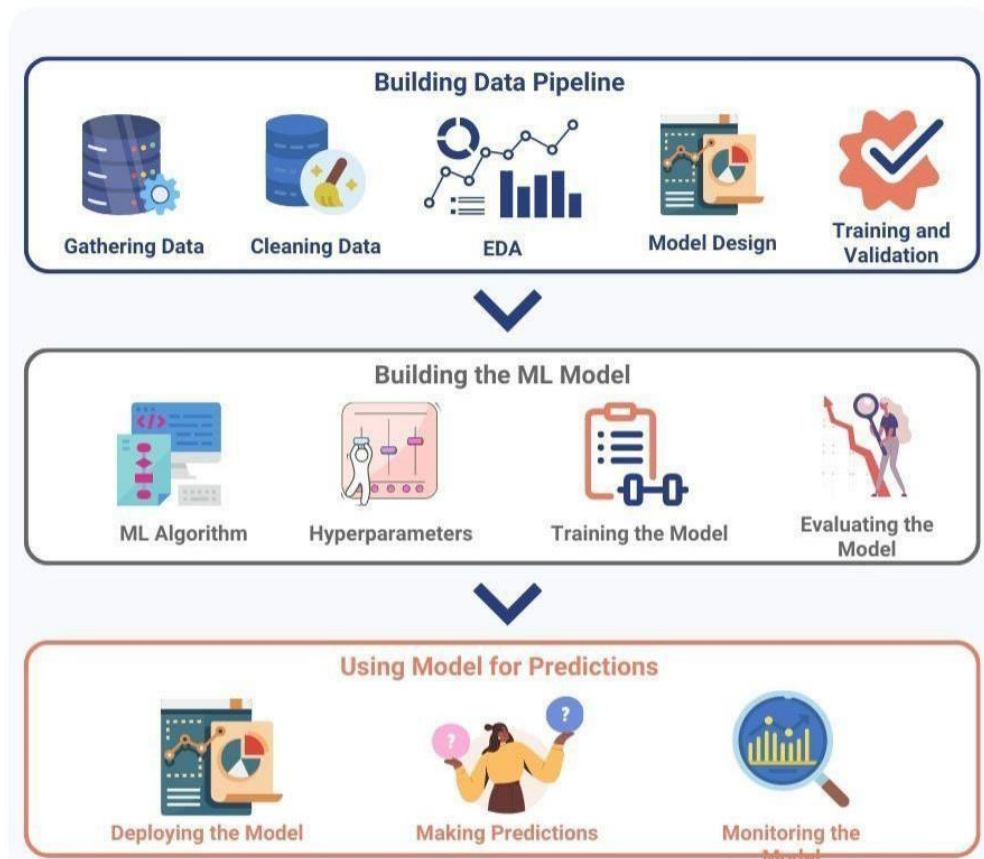 Building Data Pipeline
Gathering Data
Cleaning Data
EDA
Model Design
Training and
Validation
Building the ML Model
</>
ML Algorithm
Hyperparameters
Training the Model
Evaluating the
Model
Using Model for Predictions
?
?
Deploying the Model
Making Predictions
Monitoring the
Model